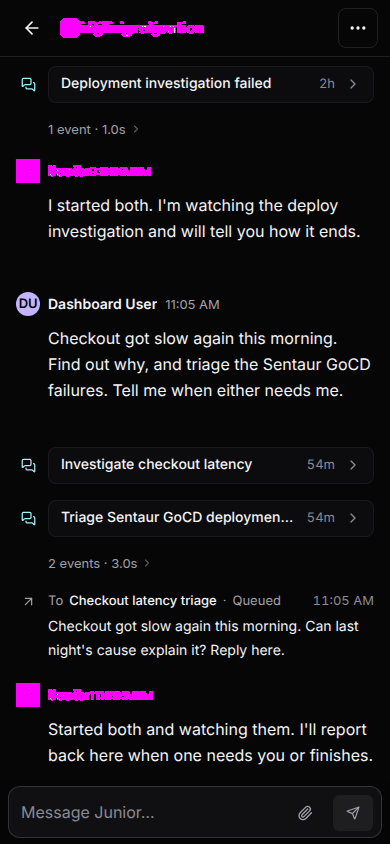 Deployment investigation failed 2h
1 event · 1.0s
I started both. I'm watching the deploy
investigation and will tell you how it ends.
DU Dashboard User 11:05 AM
Checkout got slow again this morning.
Find out why, and triage the Sentaur GoCD
failures. Tell me when either needs me.
Investigate checkout latency 54m
Triage Sentaur GoCD deploymen... 54m
2 events · 3.0s
To Checkout latency triage · Queued 11:05 AM
Checkout got slow again this morning. Can last
night's cause explain it? Reply here.
Started both and watching them. I'll report
back here when one needs you or finishes.
Message Junior...